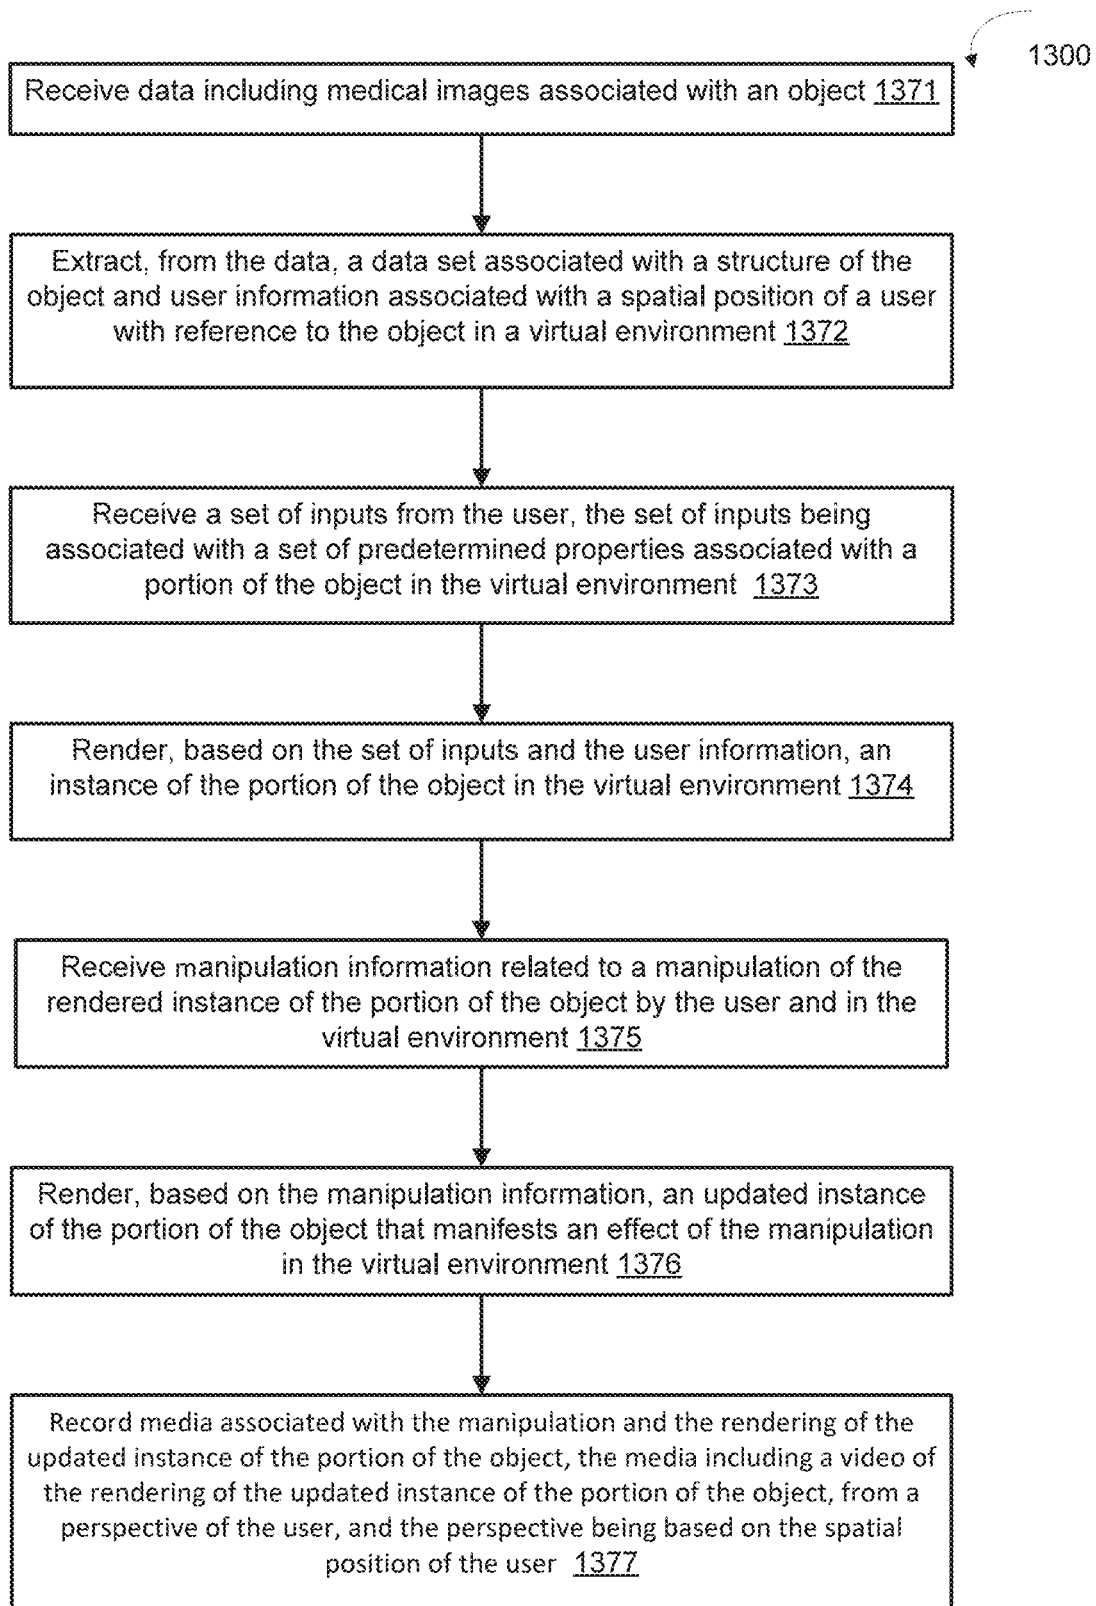 1300
Receive data including medical images associated with an object 1371
Extract, from the data, a data set associated with a structure of the
object and user information associated with a spatial position of a user
with reference to the object in a virtual environment 1372
Receive a set of inputs from the user, the set of inputs being
associated with a set of predetermined properties associated with a
portion of the object in the virtual environment 1373
Render, based on the set of inputs and the user information, an
instance of the portion of the object in the virtual environment 1374
Receive manipulation information related to a manipulation of the
rendered instance of the portion of the object by the user and in the
virtual environment 1375
Render, based on the manipulation information, an updated instance
of the portion of the object that manifests an effect of the manipulation
in the virtual environment 1376
Record media associated with the manipulation and the rendering of the
updated instance of the portion of the object, the media including a video of
the rendering of the updated instance of the portion of the object, from a
perspective of the user, and the perspective being based on the spatial
position of the user 1377